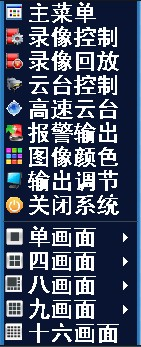 主菜单
录像控制
录像回放
云台控制
高速云台
报警输出
图像颜色
输出调节
关闭系统
单画面
四画面
八画面
九画面
十六画面